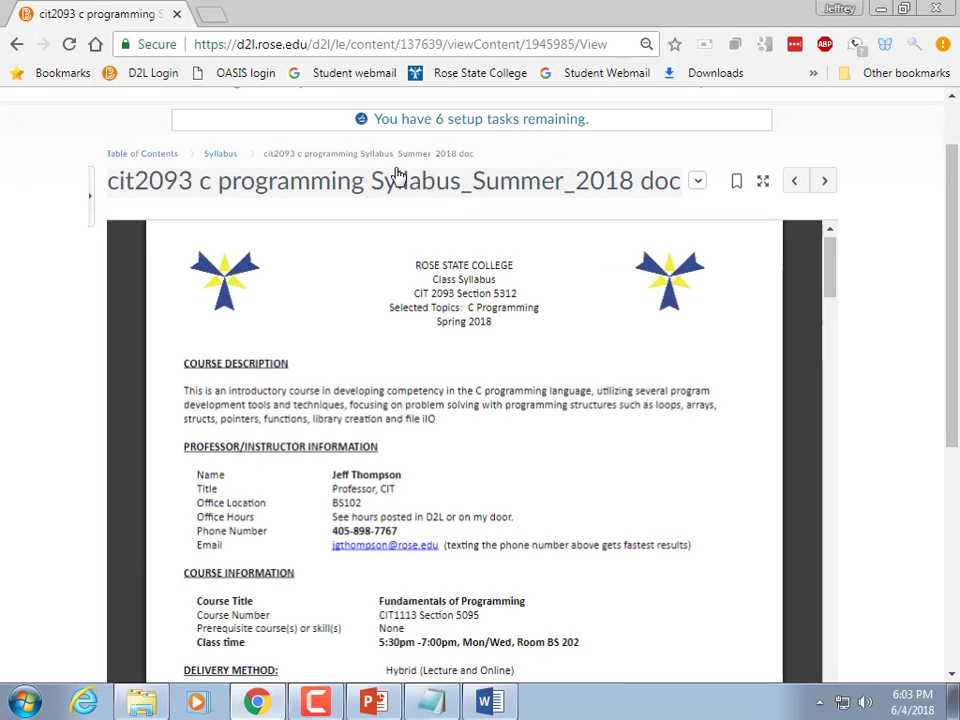 cit2093 c programming S
Jeffrey
Secure
https://d2l.rose.edu/d2l/le/content/137639/viewContent/1945985/View
Bookmarks
D2L Login
OASIS login
Student webmail
Rose State College
Student Webmail
Downloads
»
Other bookmarks
ABP
You have 6 setup tasks remaining.
Table of Contents
Syllabus
cit2093 c programming Syllabus_Summer_2018 doc
cit2093 c programming Syllabus_Summer_2018 doc
ROSE STATE COLLEGE
Class Syllabus
CIT 2093 Section 5312
Selected Topics: C Programming
Spring 2018
COURSE DESCRIPTION
This is an introductory course in developing competency in the C programming language, utilizing several program
development tools and techniques, focusing on problem solving with programming structures such as loops, arrays,
structs, pointers, functions, library creation and file iIO
PROFESSOR/INSTRUCTOR INFORMATION
Name Jeff Thompson
Title Professor, CIT
Office Location BS102
Office Hours See hours posted in D2L or on my door.
Phone Number 405-898-7767
Email jgthompson@rose.edu (texting the phone number above gets fastest results)
COURSE INFORMATION
Course Title Fundamentals of Programming
Course Number CIT1113 Section 5095
Prerequisite course(s) or skill(s) None
Class time 5:30pm -7:00pm, Mon/Wed, Room BS 202
DELIVERY METHOD: Hybrid (Lecture and Online)
6:03 PM
6/4/2018